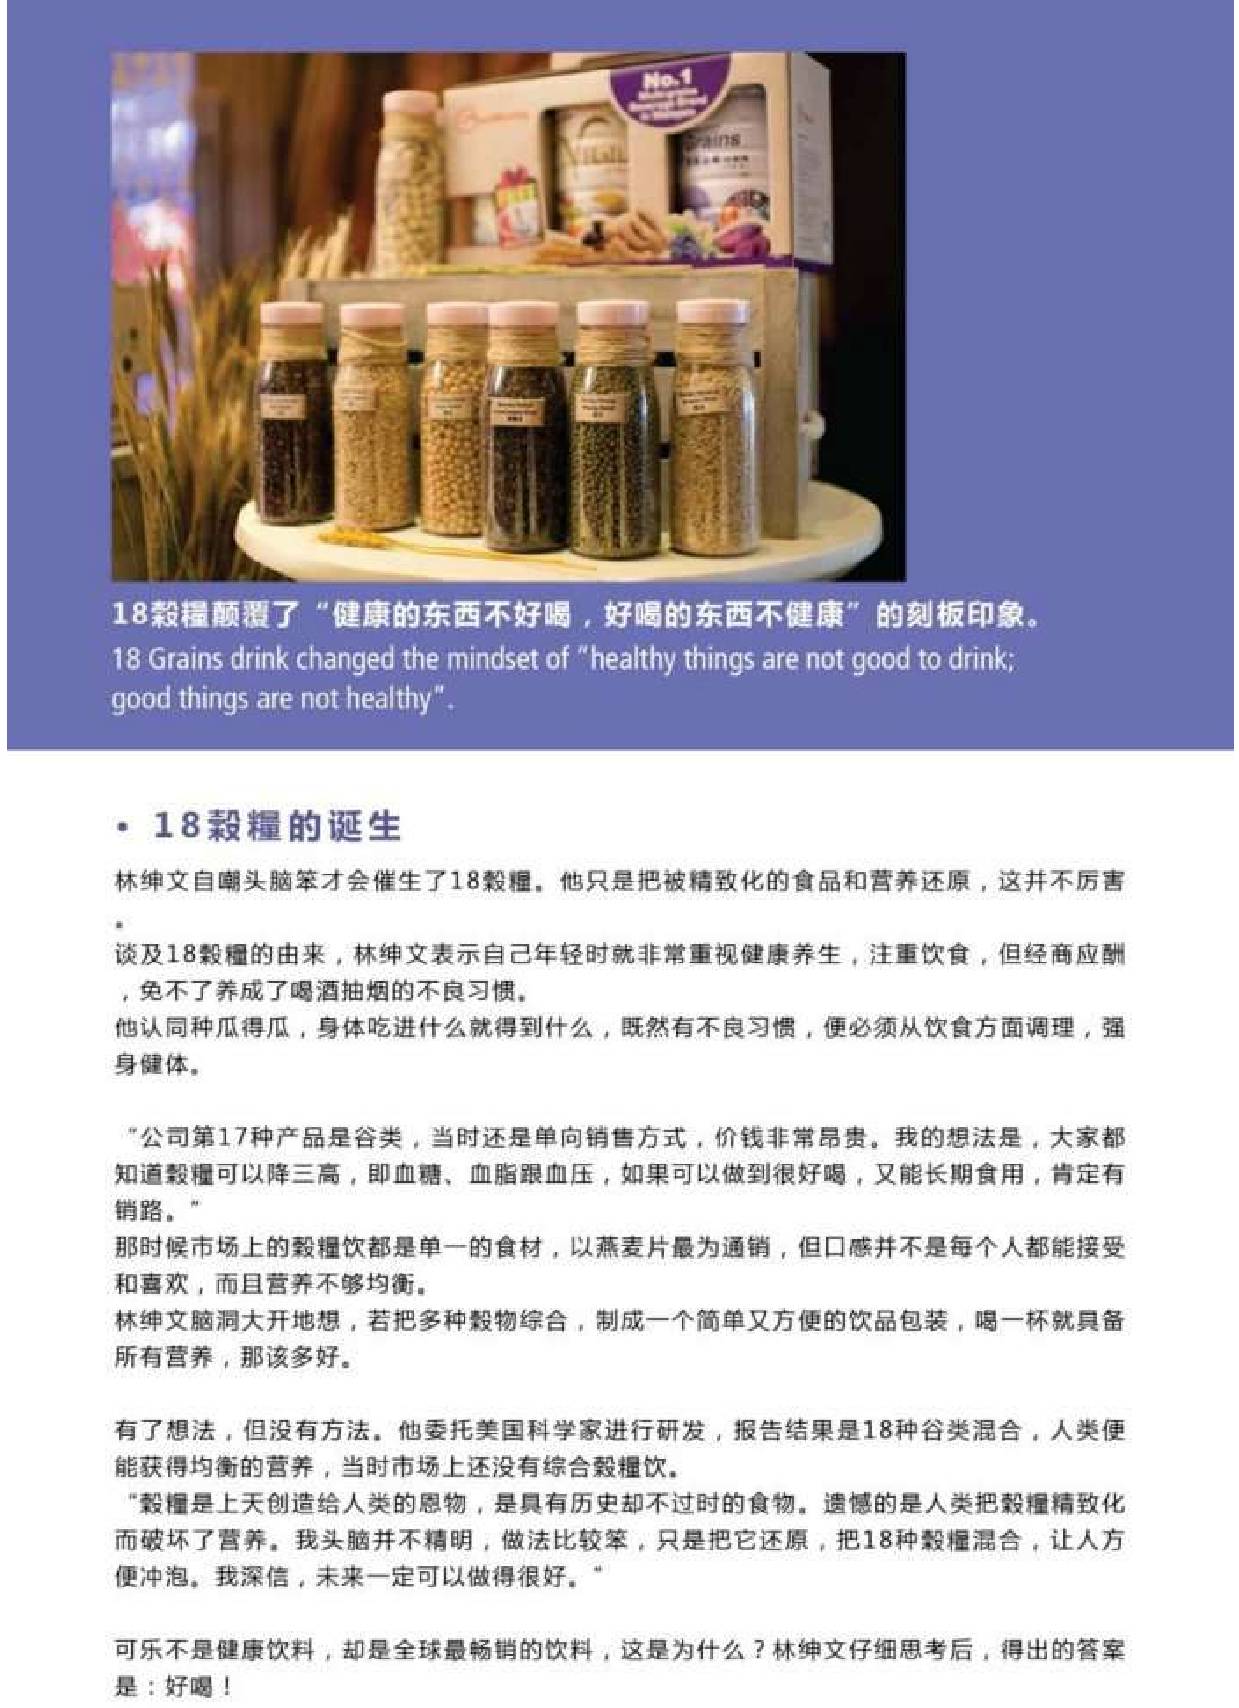 No.1
Grains
18穀糧颠覆了“健康的东西不好喝，好喝的东西不健康”的刻板印象。
18 Grains drink changed the mindset of “healthy things are not good to drink;
good things are not healthy”.
• 18穀糧的诞生
林绅文自嘲头脑笨才会催生了18穀糧。他只是把被精致化的食品和营养还原，这并不厉害
。
谈及18穀糧的由来，林绅文表示自己年轻时就非常重视健康养生，注重饮食，但经商应酬
，免不了养成了喝酒抽烟的不良习惯。
他认同种瓜得瓜，身体吃进什么就得到什么，既然有不良习惯，便必须从饮食方面调理，强
身健体。
“公司第17种产品是谷类，当时还是单向销售方式，价钱非常昂贵。我的想法是，大家都
知道穀糧可以降三高，即血糖、血脂跟血压，如果可以做到很好喝，又能长期食用，肯定有
销路。”
那时候市场上的穀糧饮都是单一的食材，以燕麦片最为通销，但口感并不是每个人都能接受
和喜欢，而且营养不够均衡。
林绅文脑洞大开地想，若把多种穀物综合，制成一个简单又方便的饮品包装，喝一杯就具备
所有营养，那该多好。
有了想法，但没有方法。他委托美国科学家进行研发，报告结果是18种谷类混合，人类便
能获得均衡的营养，当时市场上还没有综合穀糧饮。
“穀糧是上天创造给人类的恩物，是具有历史却不过时的食物。遗憾的是人类把穀糧精致化
而破坏了营养。我头脑并不精明，做法比较笨，只是把它还原，把18种穀糧混合，让人方
便冲泡。我深信，未来一定可以做得很好。”
可乐不是健康饮料，却是全球最畅销的饮料，这是为什么？林绅文仔细思考后，得出的答案
是：好喝！